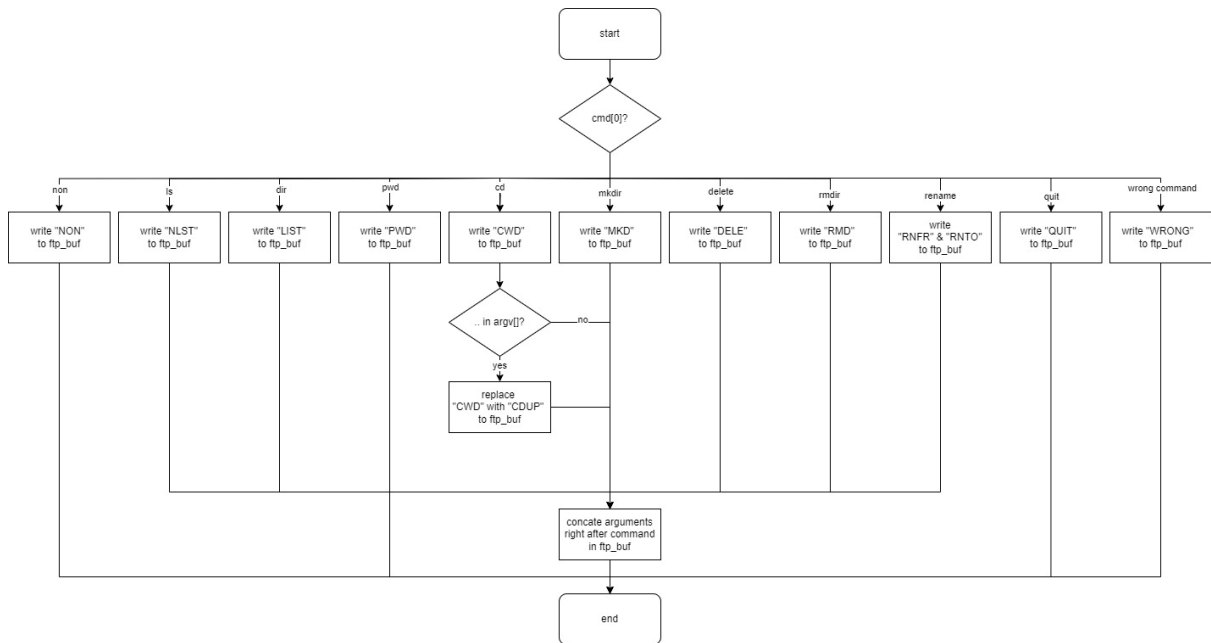 start
cmd[0]?
non
ls
dir
pwd
cd
mkdir
delete
rmdir
rename
quit
wrong command
write "NON"
to ftp_buf
write "NLST"
to ftp_buf
write "LIST"
to ftp_buf
write "PWD"
to ftp_buf
write "CWD"
to ftp_buf
write "MKD"
to ftp_buf
write "DELE"
to ftp_buf
write "RMD"
to ftp_buf
write
"RNFR" & "RNTO"
to ftp_buf
write "QUIT"
to ftp_buf
write "WRONG"
to ftp_buf
.. in argv[]?
no
yes
replace
"CWD" with "CDUP"
to ftp_buf
concate arguments
right after command
in ftp_buf
end